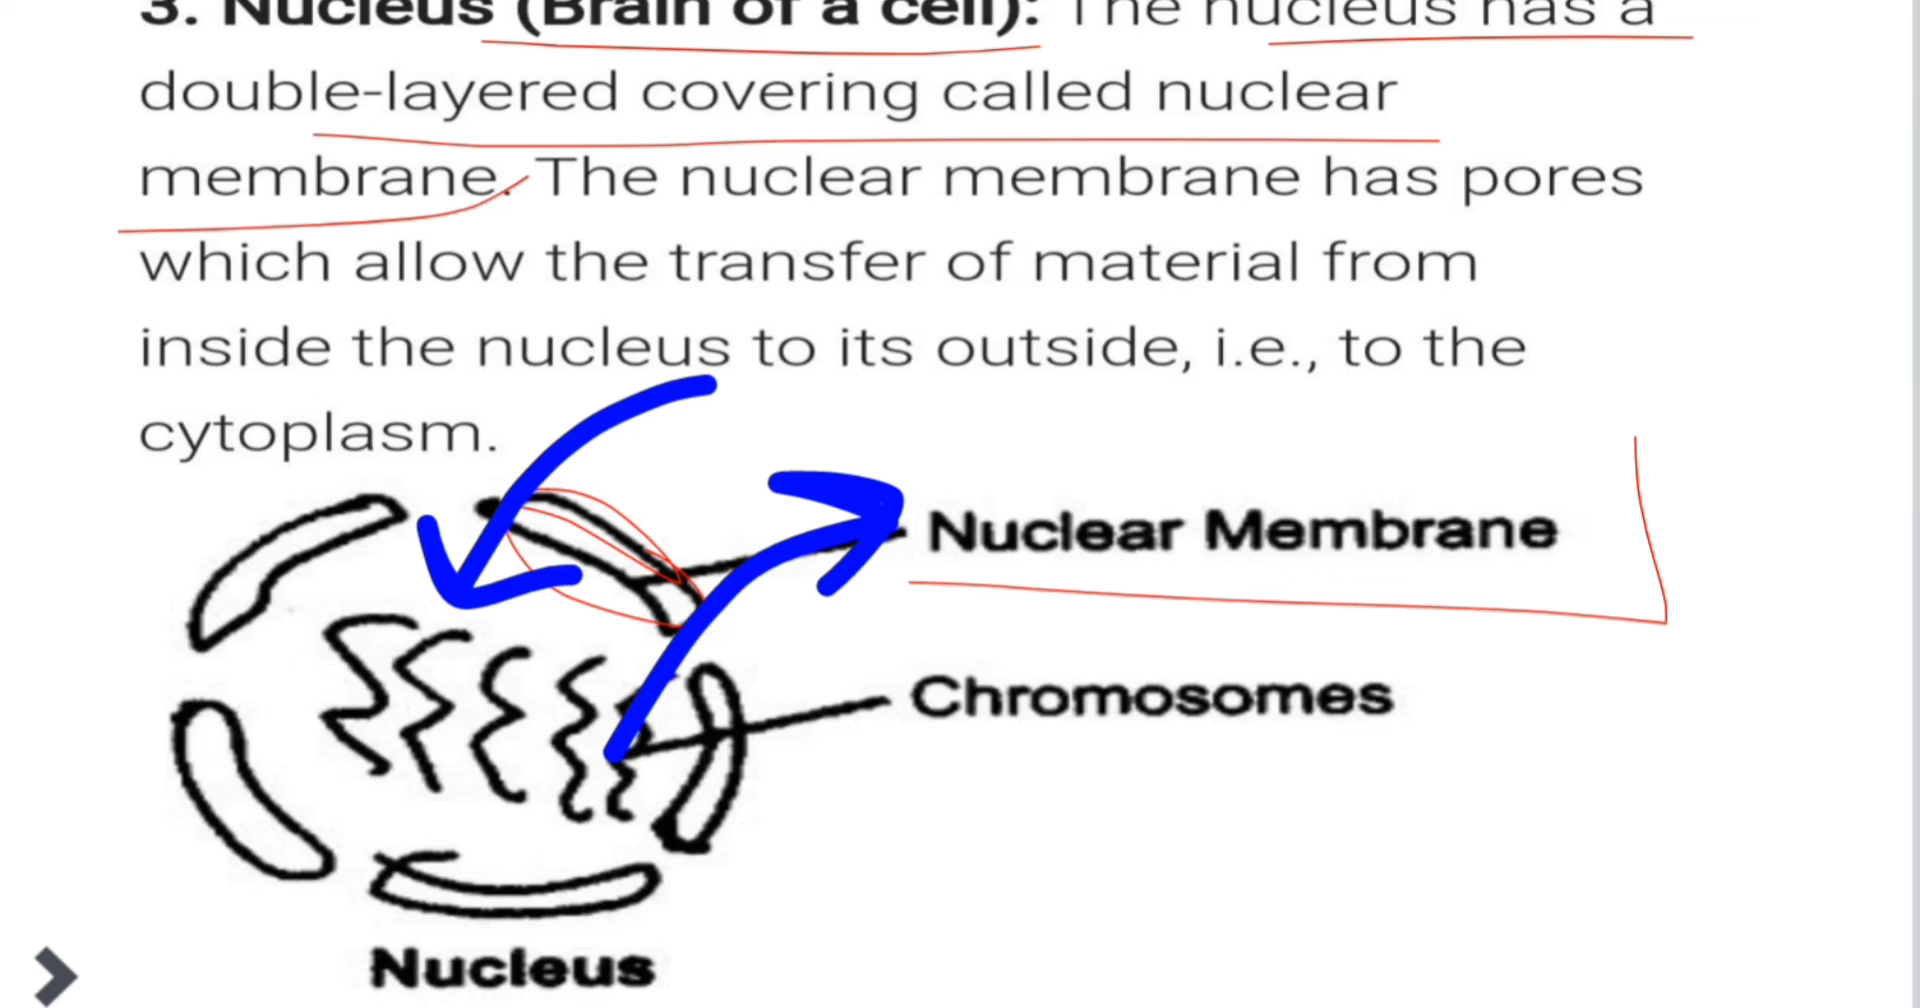 3. Nucleus (Brain of a cell): The nucleus has a
double-layered covering called nuclear
membrane. The nuclear membrane has pores
which allow the transfer of material from
inside the nucleus to its outside, i.e., to the
cytoplasm.
Nuclear Membrane
Chromosomes
Nucleus